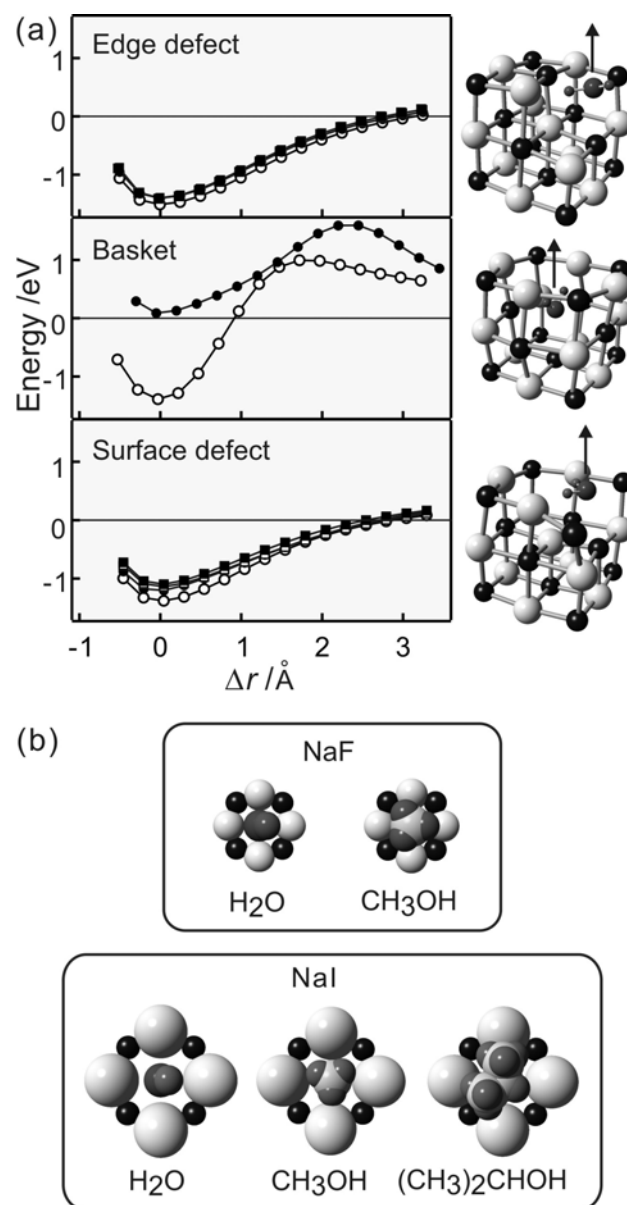 (a)
Edge defect
0
-1
Basket
1
0
-1
Energy /eV
Surface defect
1
0
-1
-1 0 1 2 3
Δr /Å
(b)
NaF
H2O CH3OH
NaI
H2O CH3OH (CH3)2CHOH